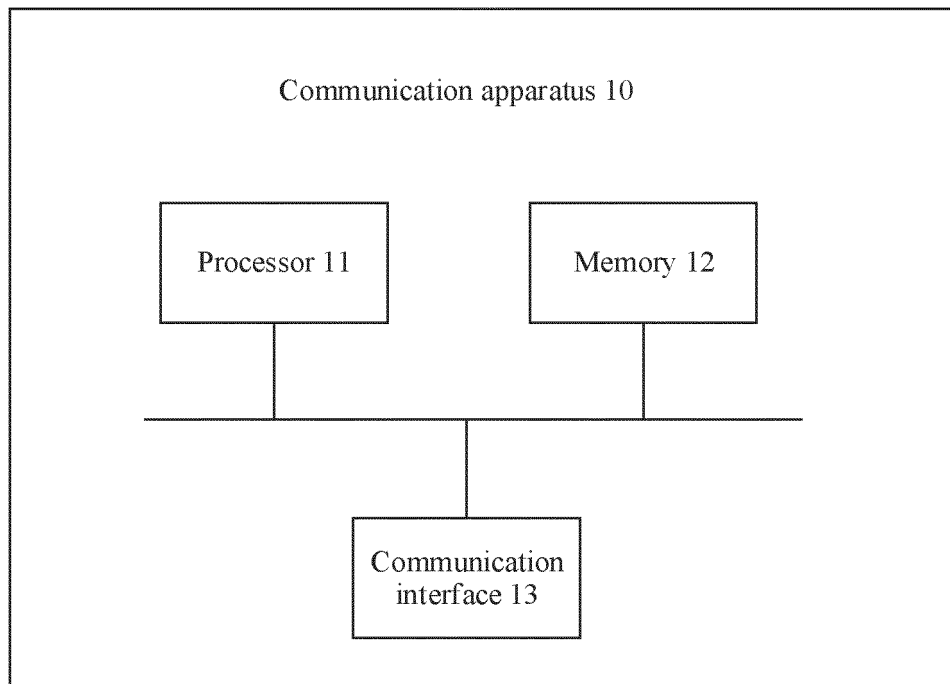 Communication apparatus 10
Processor 11
Memory 12
Communication
interface 13